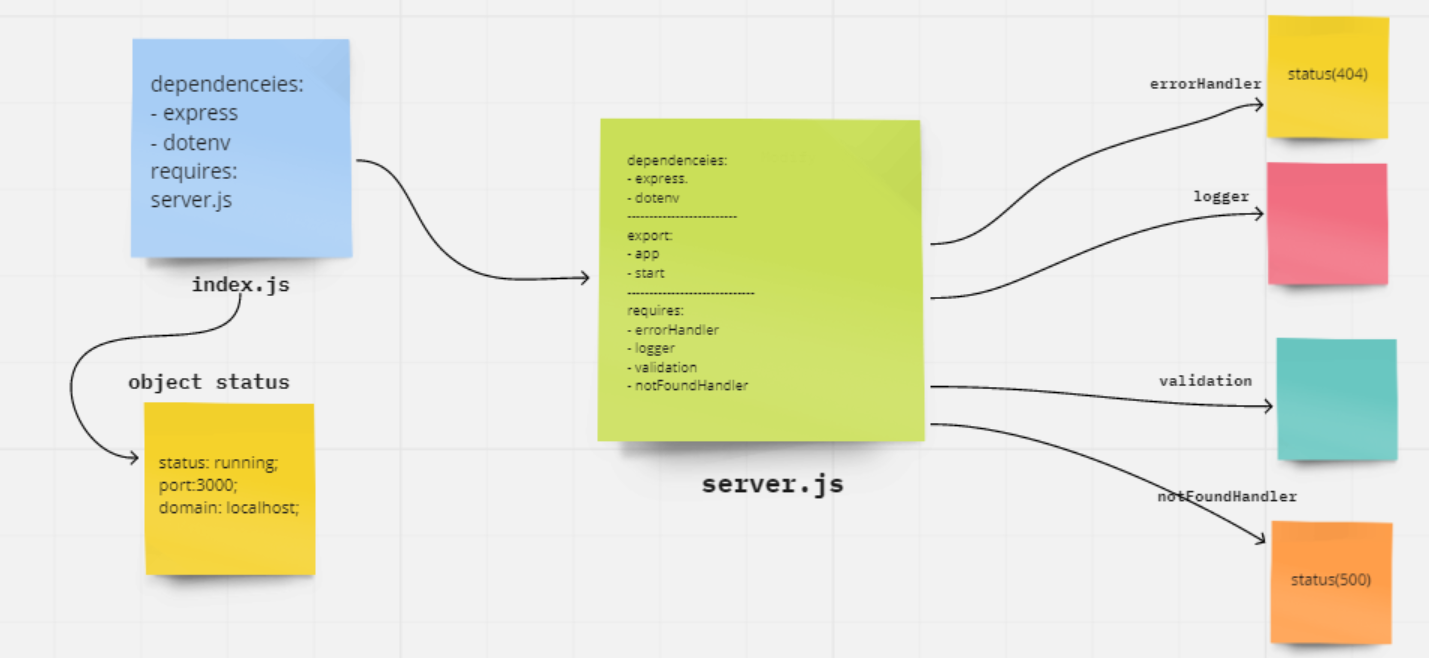 dependenceies:
- express
- dotenv
requires:
server.js
index.js
object status
status: running;
port:3000;
domain: localhost;
dependenceies:
- express.
- dotenv
-------------------------
export:
- app
- start
-----------------------------
requires:
- errorHandler
- logger
- validation
- notFoundHandler
server.js
errorHandler
status(404)
logger
validation
notFoundHandler
status(500)